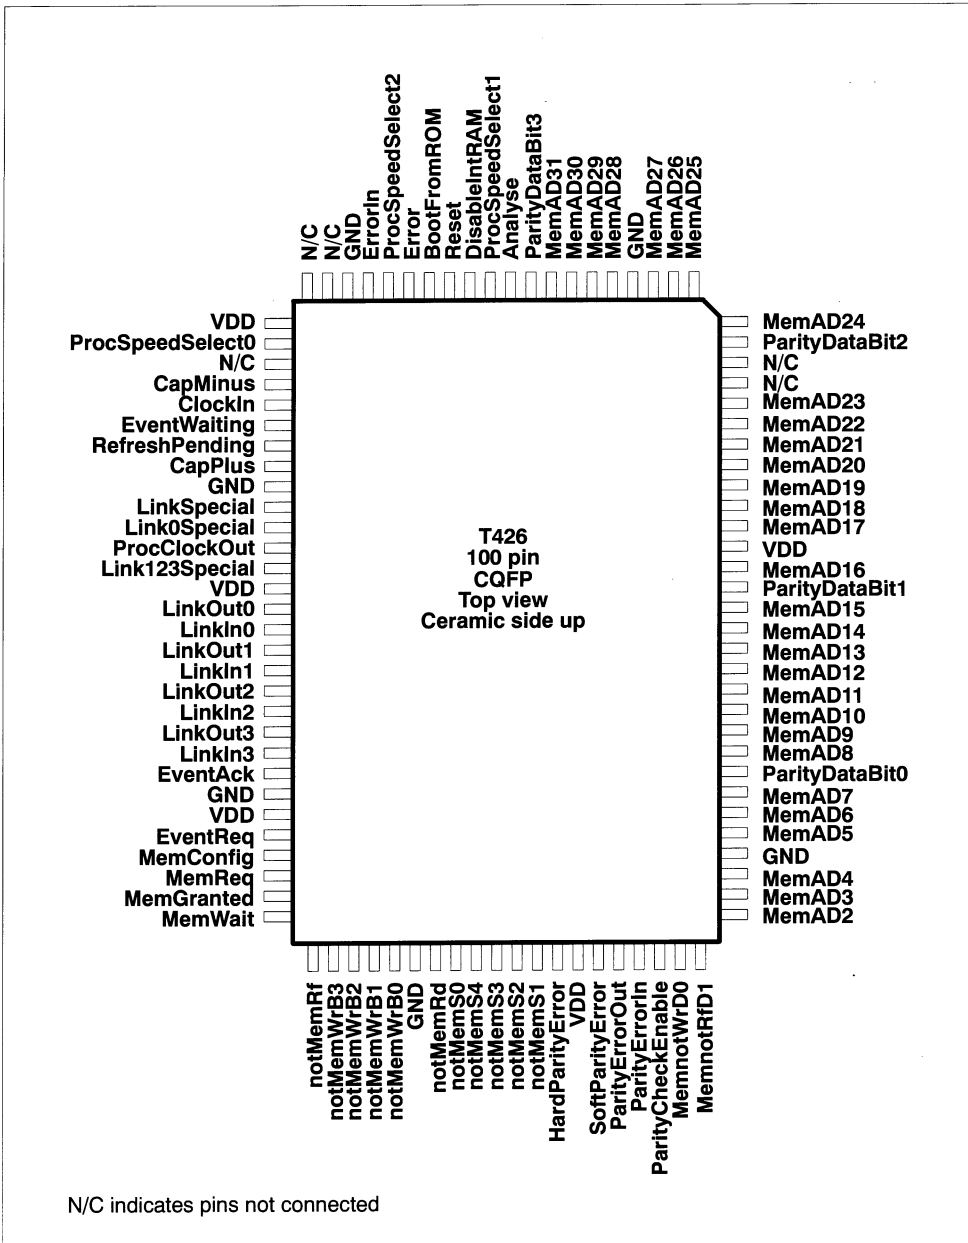 N/C
N/C
GND
ErrorIn
ProcSpeedSelect2
Error
BootFromROM
Reset
DisableIntRAM
ProcSpeedSelect1
Analyse
ParityDataBit3
MemAD31
MemAD30
MemAD29
MemAD28
GND
MemAD27
MemAD26
MemAD25
VDD
ProcSpeedSelect0
N/C
CapMinus
ClockIn
EventWaiting
RefreshPending
CapPlus
GND
LinkSpecial
Link0Special
ProcClockOut
Link123Special
VDD
LinkOut0
LinkIn0
LinkOut1
LinkIn1
LinkOut2
LinkIn2
LinkOut3
LinkIn3
EventAck
GND
VDD
EventReq
MemConfig
MemReq
MemGranted
MemWait
T426
100 pin
CQFP
Top view
Ceramic side up
MemAD24
ParityDataBit2
N/C
N/C
MemAD23
MemAD22
MemAD21
MemAD20
MemAD19
MemAD18
MemAD17
VDD
MemAD16
ParityDataBit1
MemAD15
MemAD14
MemAD13
MemAD12
MemAD11
MemAD10
MemAD9
MemAD8
ParityDataBit0
MemAD7
MemAD6
MemAD5
GND
MemAD4
MemAD3
MemAD2
notMemRf
notMemWrB3
notMemWrB2
notMemWrB1
notMemWrB0
GND
notMemRd
notMemS0
notMemS4
notMemS3
notMemS2
notMemS1
HardParityError
VDD
SoftParityError
ParityErrorOut
ParityErrorIn
ParityCheckEnable
MemnotWrD0
MemnotRfD1
N/C indicates pins not connected